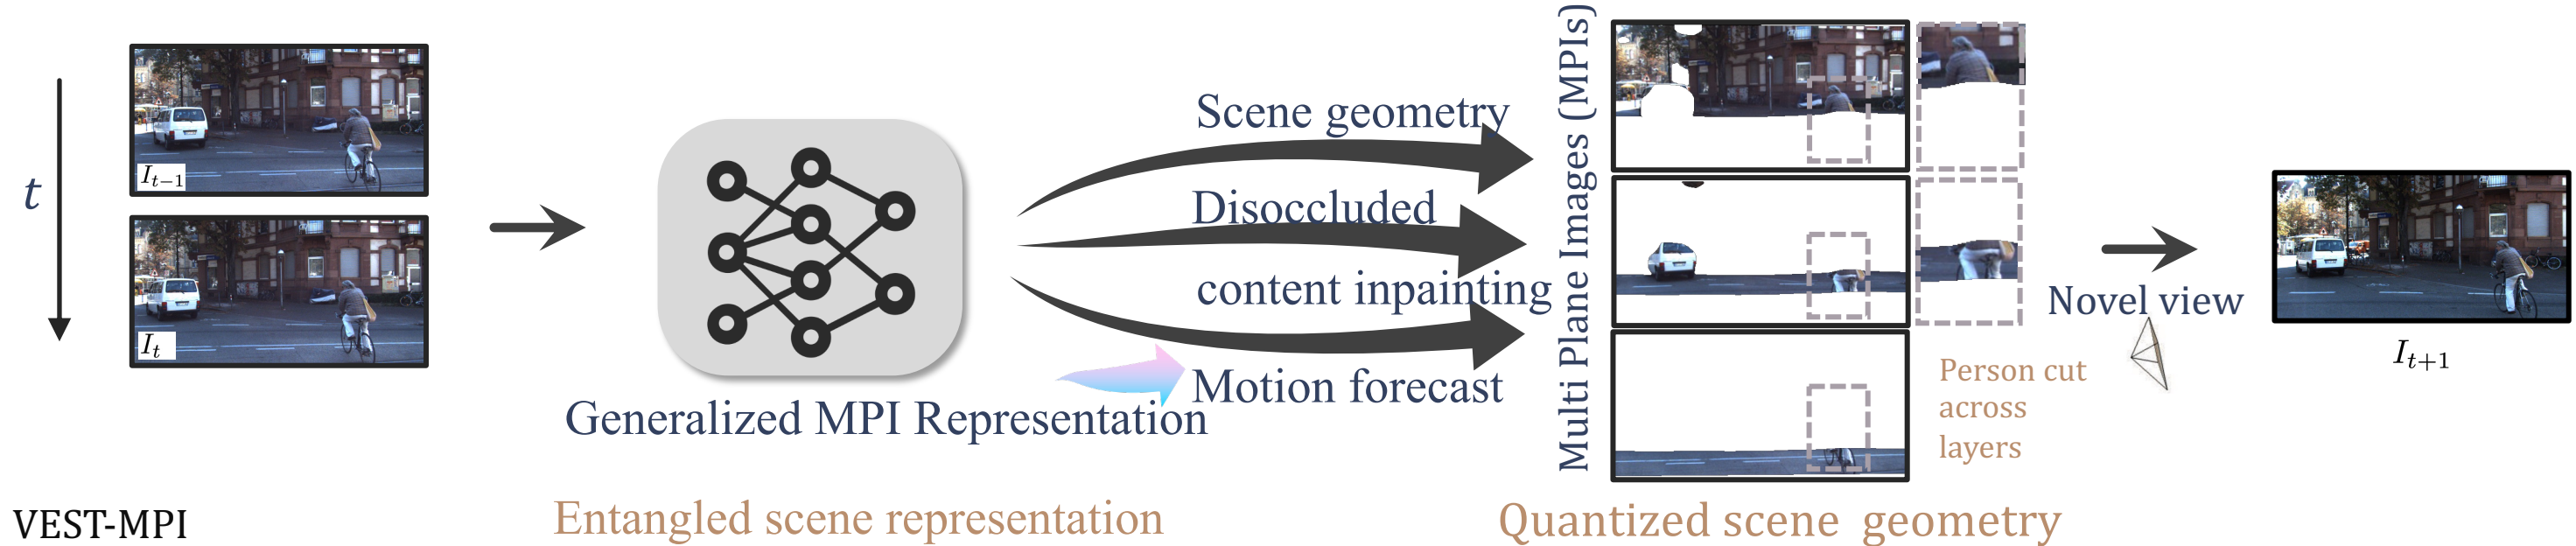 t
I_{t-1}
I_t
Generalized MPI Representation
Scene geometry
Disoccluded
content inpainting
Motion forecast
Multi Plane Images (MPIs)
Person cut
across
layers
Novel view
I_{t+1}
VEST-MPI
Entangled scene representation
Quantized scene geometry